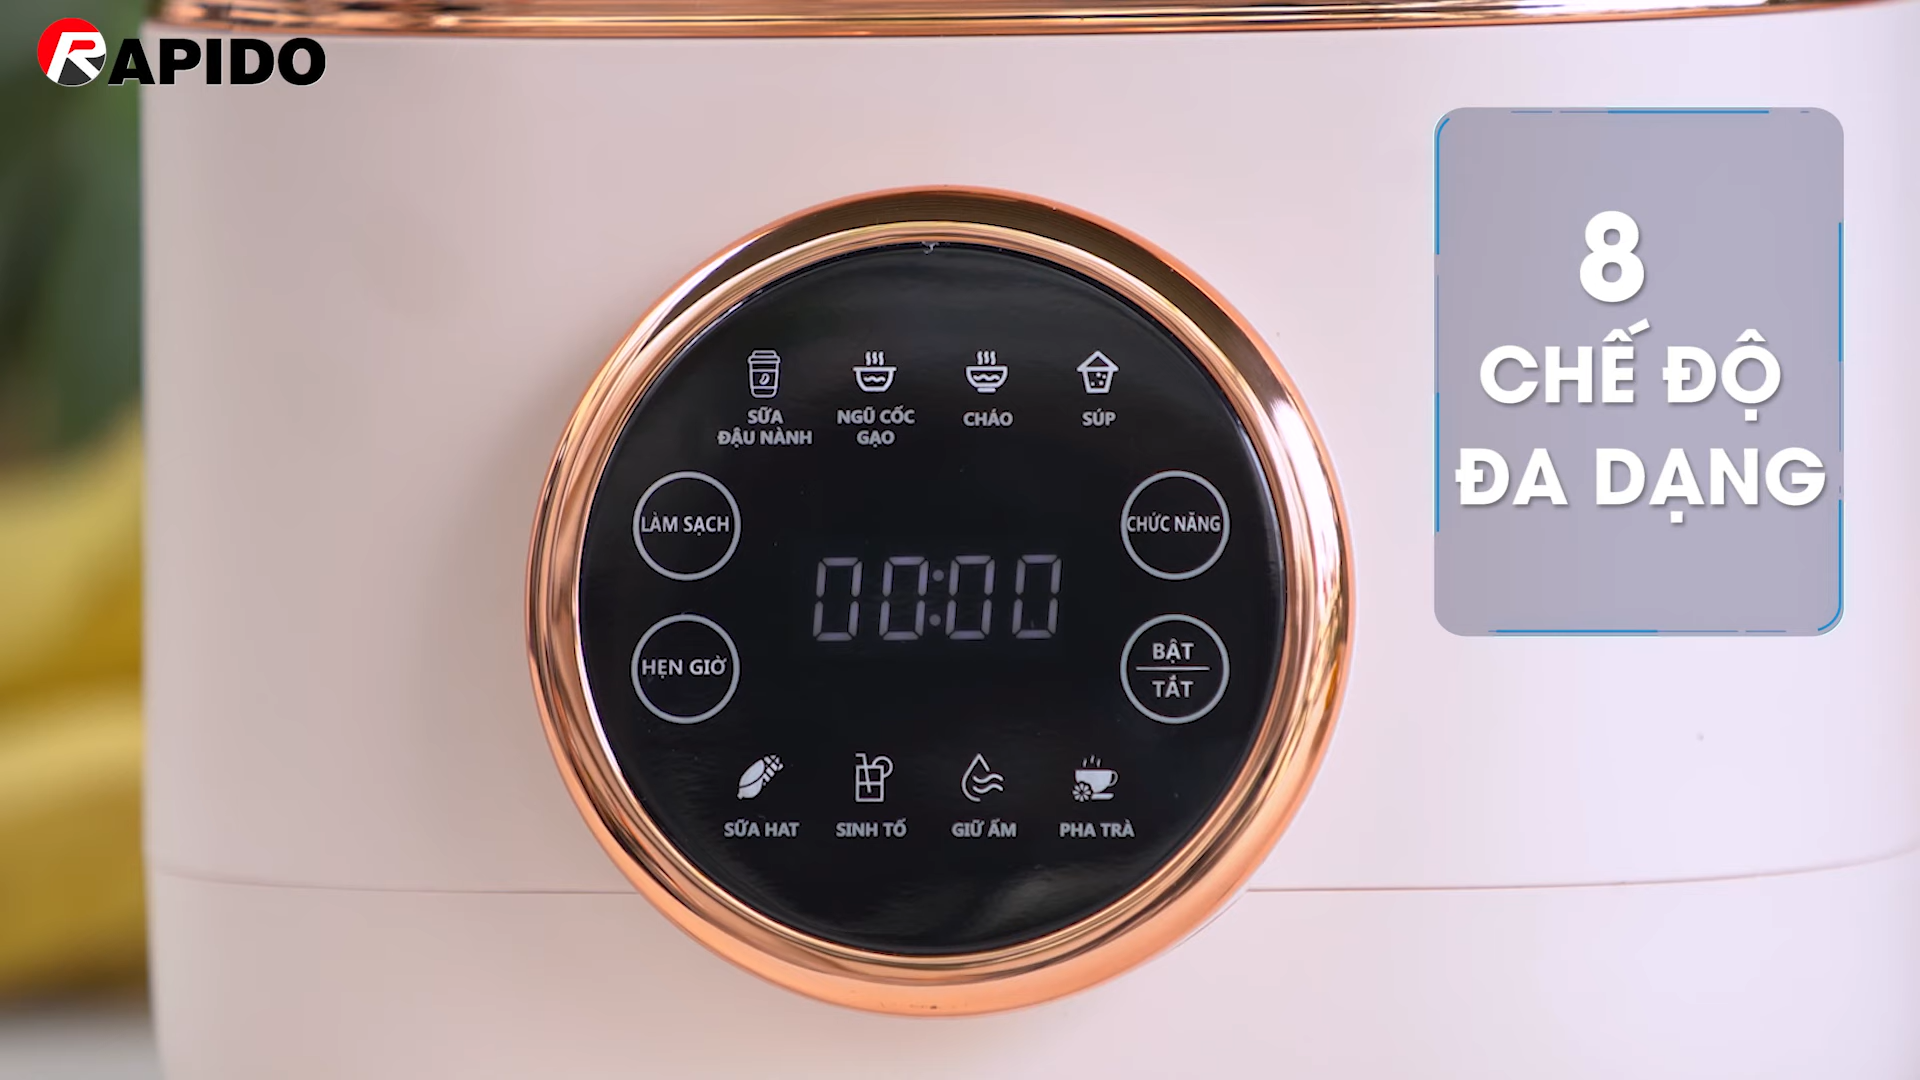 RAPIDO
8
CHẾ ĐỘ
ĐA DẠNG
SỮA
ĐẬU NÀNH
NGŨ CỐC
GẠO
CHÁO
SÚP
LÀM SẠCH
CHỨC NĂNG
00:00
HẸN GIỜ
BẬT
TẮT
SỮA HAT
SINH TỐ
GIỮ ẤM
PHA TRÀ